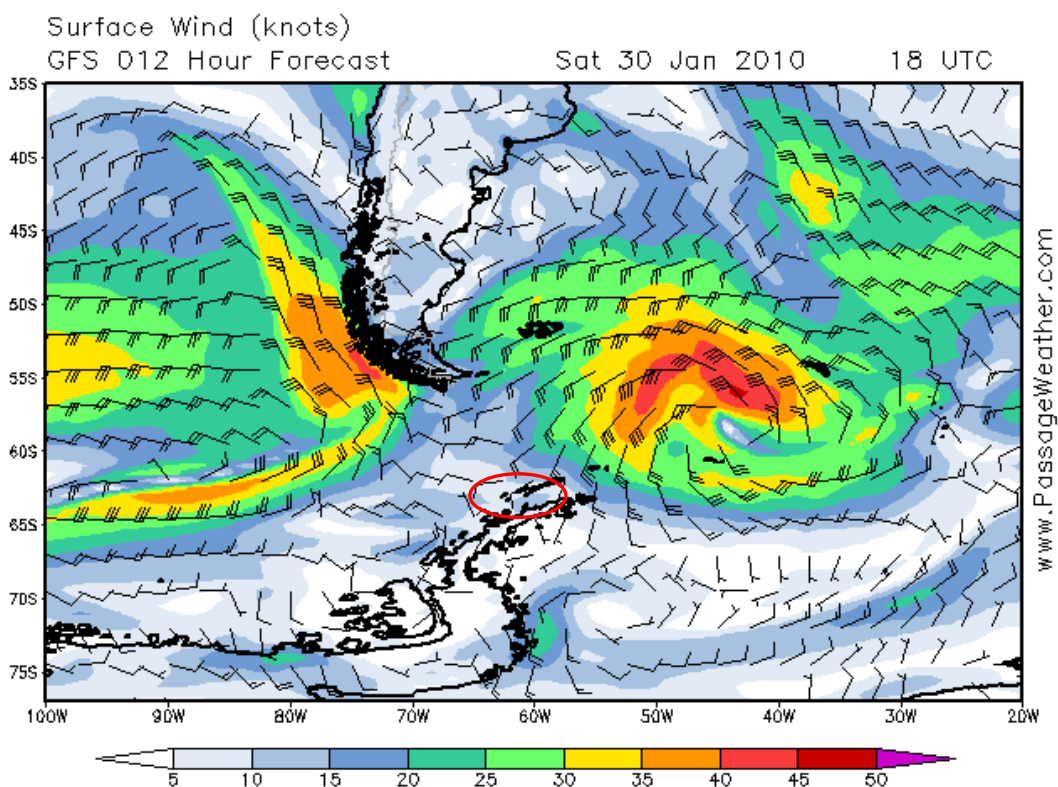 Surface Wind (knots)
GFS 012 Hour Forecast Sat 30 Jan 2010 18 UTC
35S
40S
45S
50S
55S
60S
65S
70S
75S
100W 90W 80W 70W 60W 50W 40W 30W 20W
5 10 15 20 25 30 35 40 45 50
www.PassageWeather.com